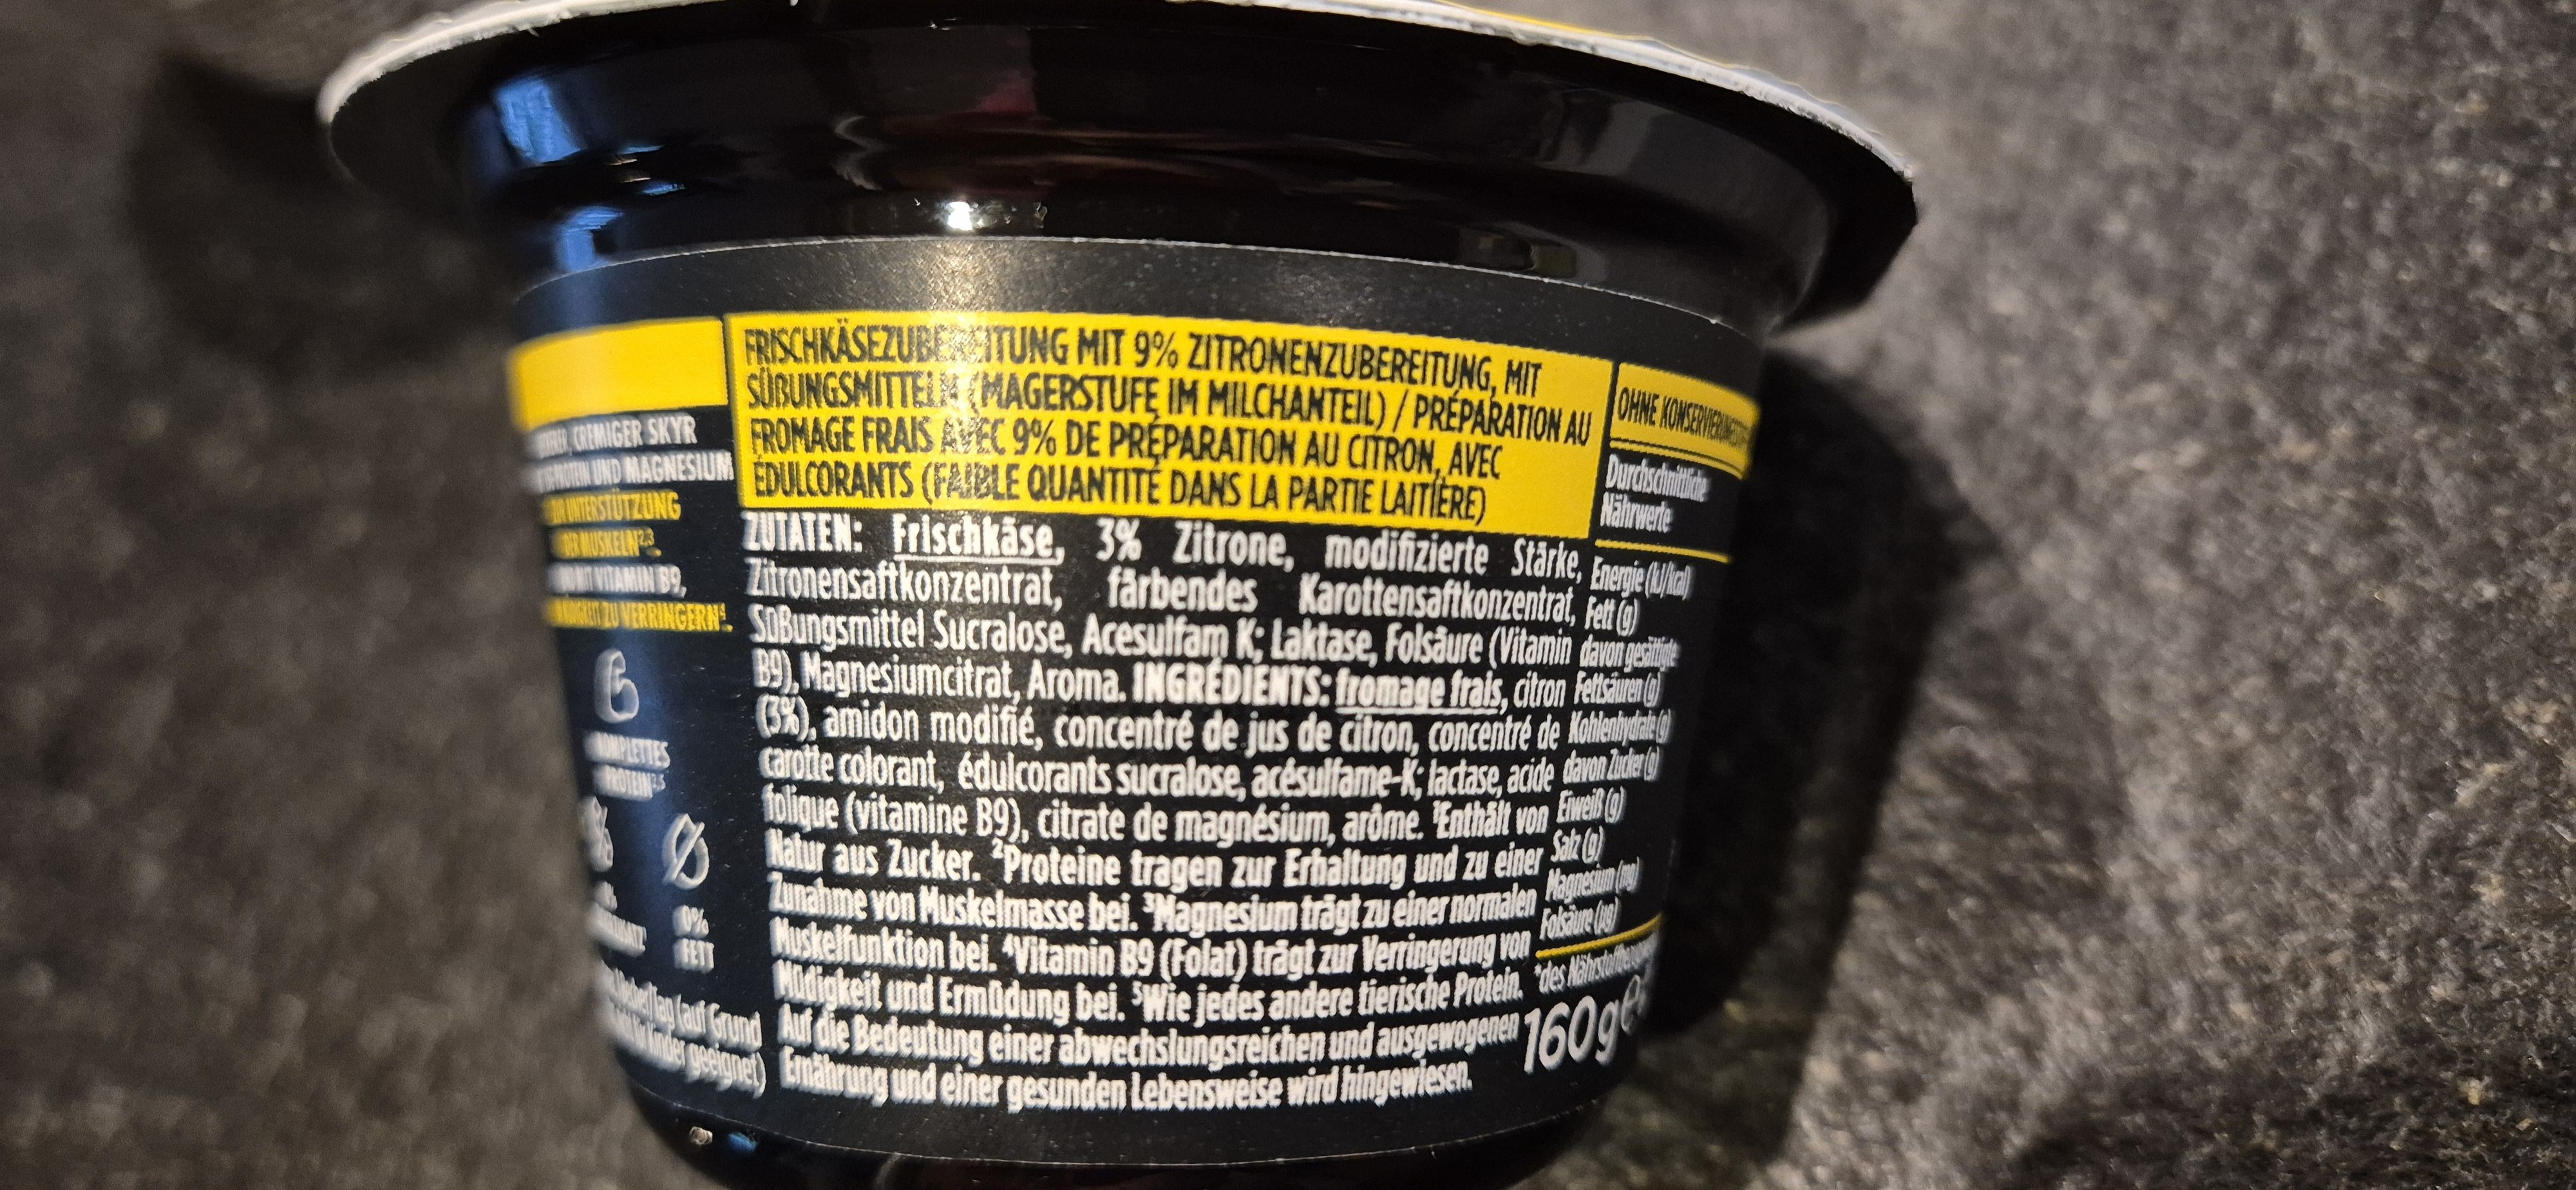 CREMIGER SKYR
PROTEIN UND MAGNESIUM
UNTERSTÜTZUNG
DER MUSKELN²,³.
MIT VITAMIN B9,
ZU VERRINGERN⁴.
KOMPLETTES
PROTEIN²,⁵
0%
FETT
(auf Grund
geeignet)
FRISCHKÄSEZUBEREITUNG MIT 9% ZITRONENZUBEREITUNG, MIT
SÜßUNGSMITTELN (MAGERSTUFE IM MILCHANTEIL) / PRÉPARATION AU
FROMAGE FRAIS AVEC 9% DE PRÉPARATION AU CITRON, AVEC
ÉDULCORANTS (FAIBLE QUANTITÉ DANS LA PARTIE LAITIÈRE)
ZUTATEN: Frischkäse, 3% Zitrone, modifizierte Stärke,
Zitronensaftkonzentrat, färbendes Karottensaftkonzentrat,
Süßungsmittel Sucralose, Acesulfam K; Laktase, Folsäure (Vitamin
B9), Magnesiumcitrat, Aroma. INGRÉDIENTS: fromage frais, citron
(3%), amidon modifié, concentré de jus de citron, concentré de
carotte colorant, édulcorants sucralose, acésulfame-K; lactase, acide
folique (vitamine B9), citrate de magnésium, arôme. ¹Enthält von
Natur aus Zucker. ²Proteine tragen zur Erhaltung und zu einer
Zunahme von Muskelmasse bei. ³Magnesium trägt zu einer normalen
Muskelfunktion bei. ⁴Vitamin B9 (Folat) trägt zur Verringerung von
Müdigkeit und Ermüdung bei. ⁵Wie jedes andere tierische Protein.
Auf die Bedeutung einer abwechslungsreichen und ausgewogenen
Ernährung und einer gesunden Lebensweise wird hingewiesen.
OHNE
Durchschnittliche
Nährwerte
Energie (kJ/kcal)
Fett (g)
davon gesättigte
Fettsäuren (g)
Kohlenhydrate (g)
davon Zucker (g)
Eiweiß (g)
Salz (g)
Magnesium (mg)
Folsäure (µg)
*des
160g℮